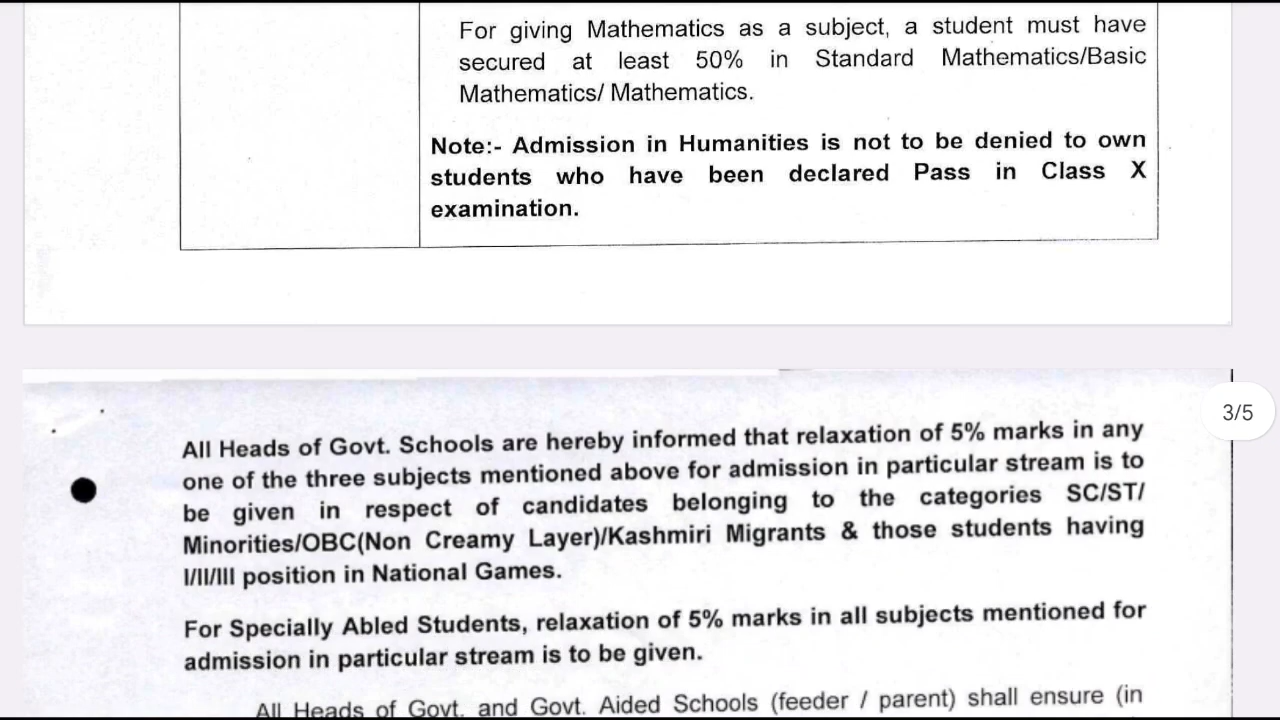 For giving Mathematics as a subject, a student must have
secured at least 50% in Standard Mathematics/Basic
Mathematics/ Mathematics.
Note:- Admission in Humanities is not to be denied to own
students who have been declared Pass in Class X
examination.
3/5
All Heads of Govt. Schools are hereby informed that relaxation of 5% marks in any
one of the three subjects mentioned above for admission in particular stream is to
be given in respect of candidates belonging to the categories SC/ST/
Minorities/OBC(Non Creamy Layer)/Kashmiri Migrants & those students having
I/II/III position in National Games.
For Specially Abled Students, relaxation of 5% marks in all subjects mentioned for
admission in particular stream is to be given.
All Heads of Govt. and Govt. Aided Schools (feeder / parent) shall ensure (in